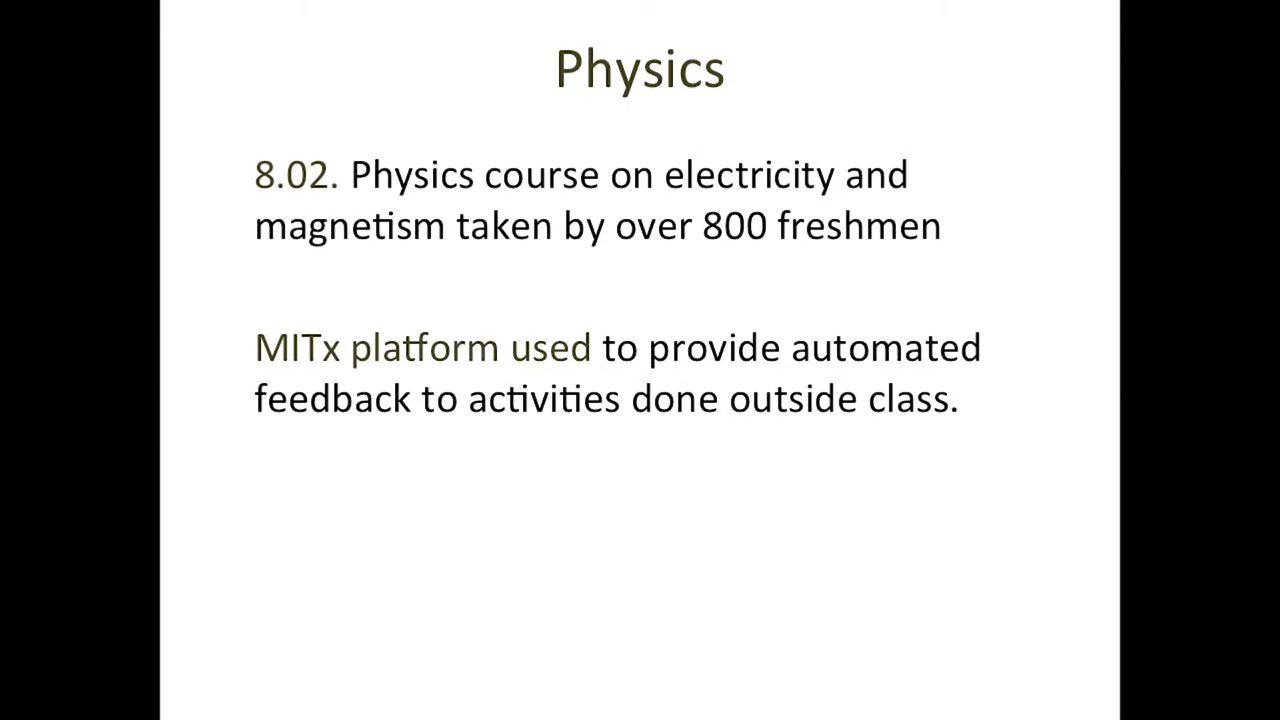 Physics
8.02. Physics course on electricity and
magnetism taken by over 800 freshmen
MITx platform used to provide automated
feedback to activities done outside class.